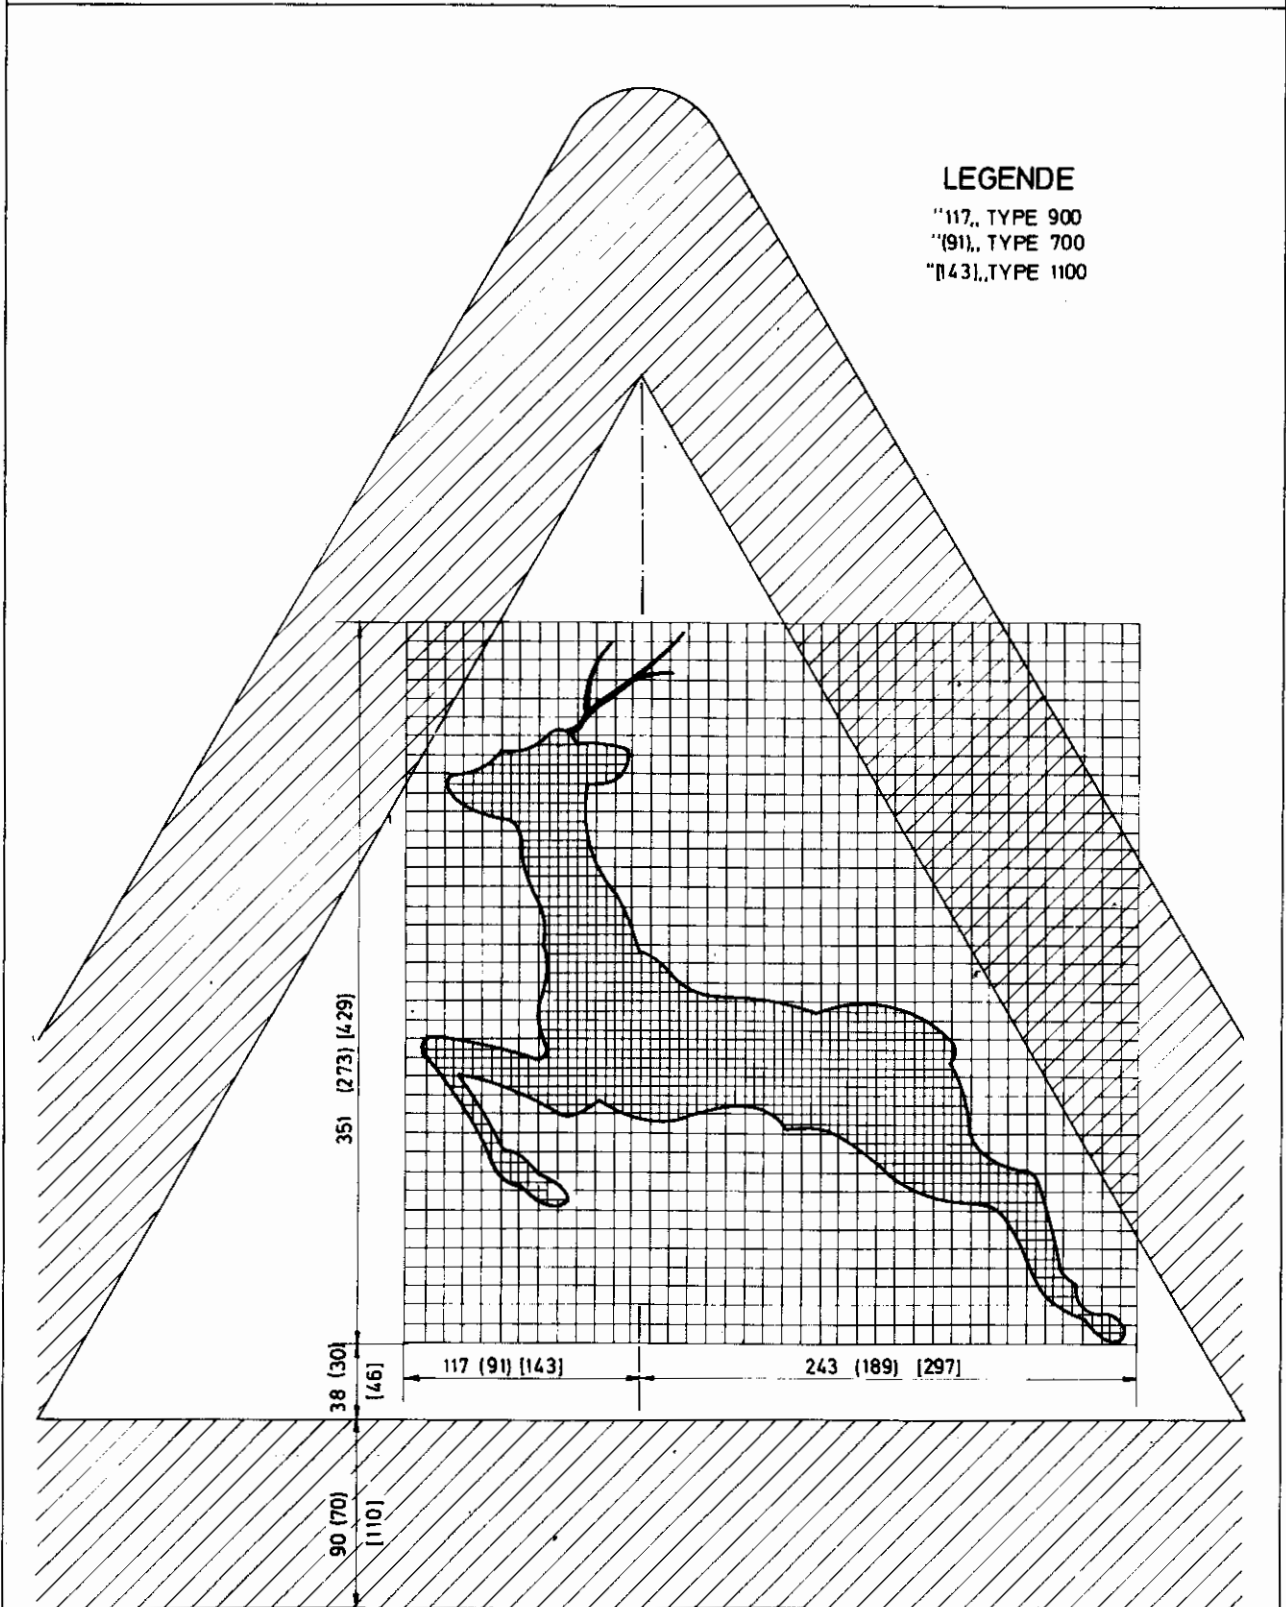 LEGENDE
"117„ TYPE 900
"(91)„ TYPE 700
"[143]„TYPE 1100
351 (273) [429]
117 (91) [143]
243 (189) [297]
38 (30)
[46]
90 (70)
[110]